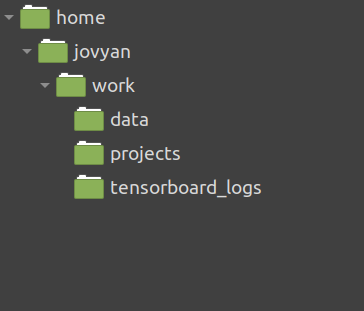 home
jovyan
work
data
projects
tensorboard_logs